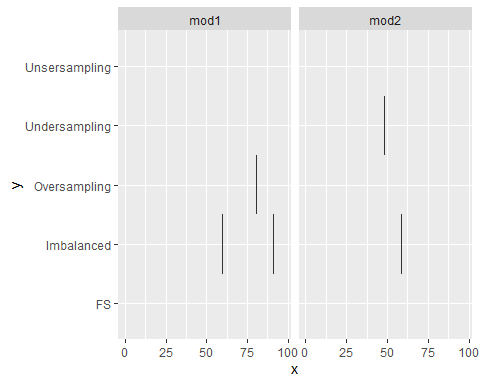 mod1 mod2
Unsersampling
Undersampling
Oversampling
Imbalanced
FS
y
0 25 50 75 100 0 25 50 75 100
x